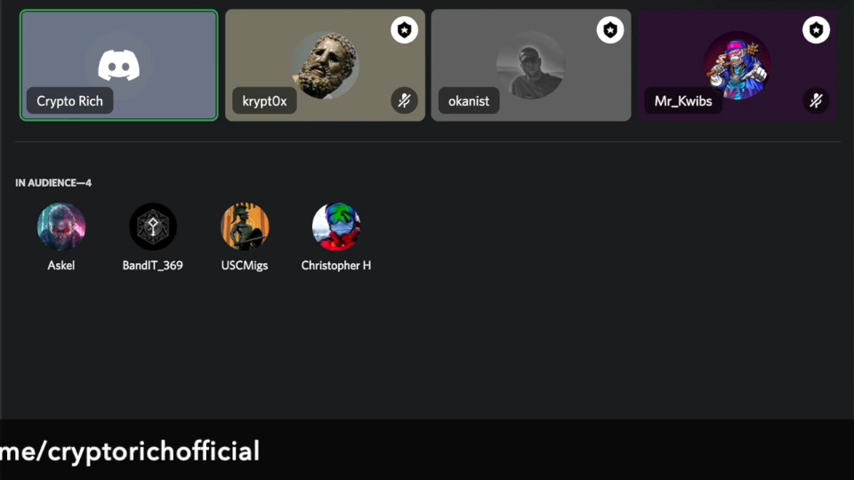 Crypto Rich
krypt0x
okanist
Mr_Kwibs
IN AUDIENCE—4
Askel
BandIT_369
USCMigs
Christopher H
me/cryptorichofficial